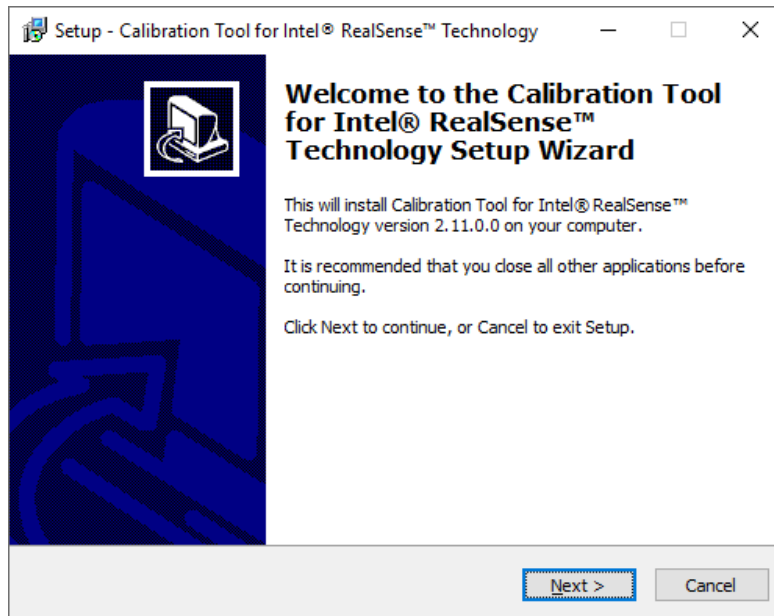 Setup - Calibration Tool for Intel® RealSense™ Technology
Welcome to the Calibration Tool
for Intel® RealSense™
Technology Setup Wizard
This will install Calibration Tool for Intel® RealSense™
Technology version 2.11.0.0 on your computer.
It is recommended that you close all other applications before
continuing.
Click Next to continue, or Cancel to exit Setup.
Next >
Cancel